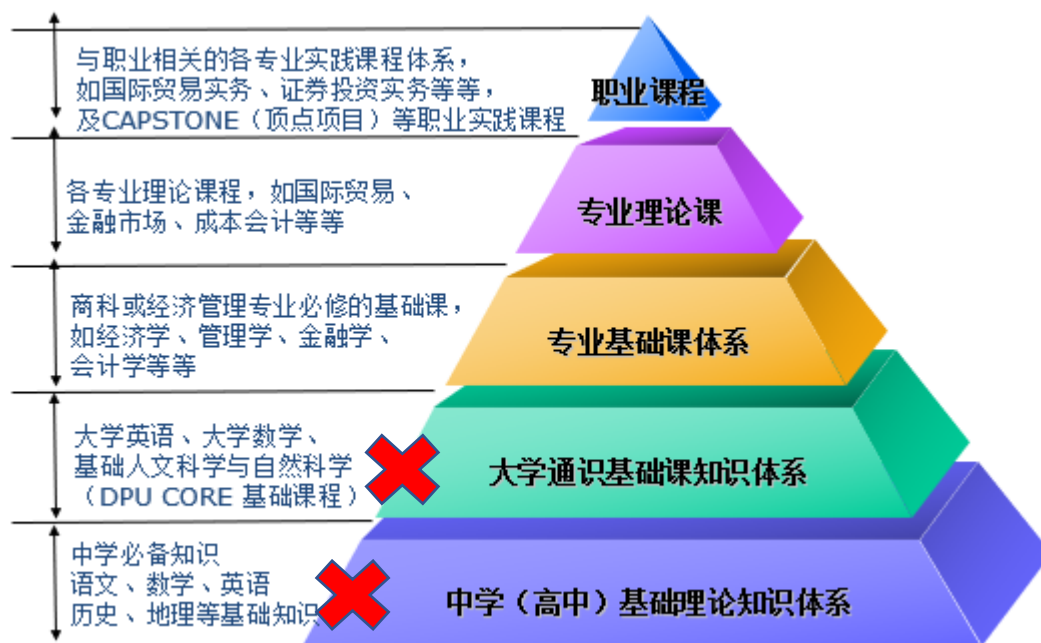 与职业相关的各专业实践课程体系，
如国际贸易实务、证券投资实务等等，
及CAPSTONE（顶点项目）等职业实践课程
职业课程
各专业理论课程，如国际贸易、
金融市场、成本会计等等
专业理论课
商科或经济管理专业必修的基础课，
如经济学、管理学、金融学、
会计学等等
专业基础课体系
大学英语、大学数学、
基础人文科学与自然科学
（DPU CORE 基础课程）
大学通识基础课知识体系
中学必备知识
语文、数学、英语
历史、地理等基础知识
中学（高中）基础理论知识体系